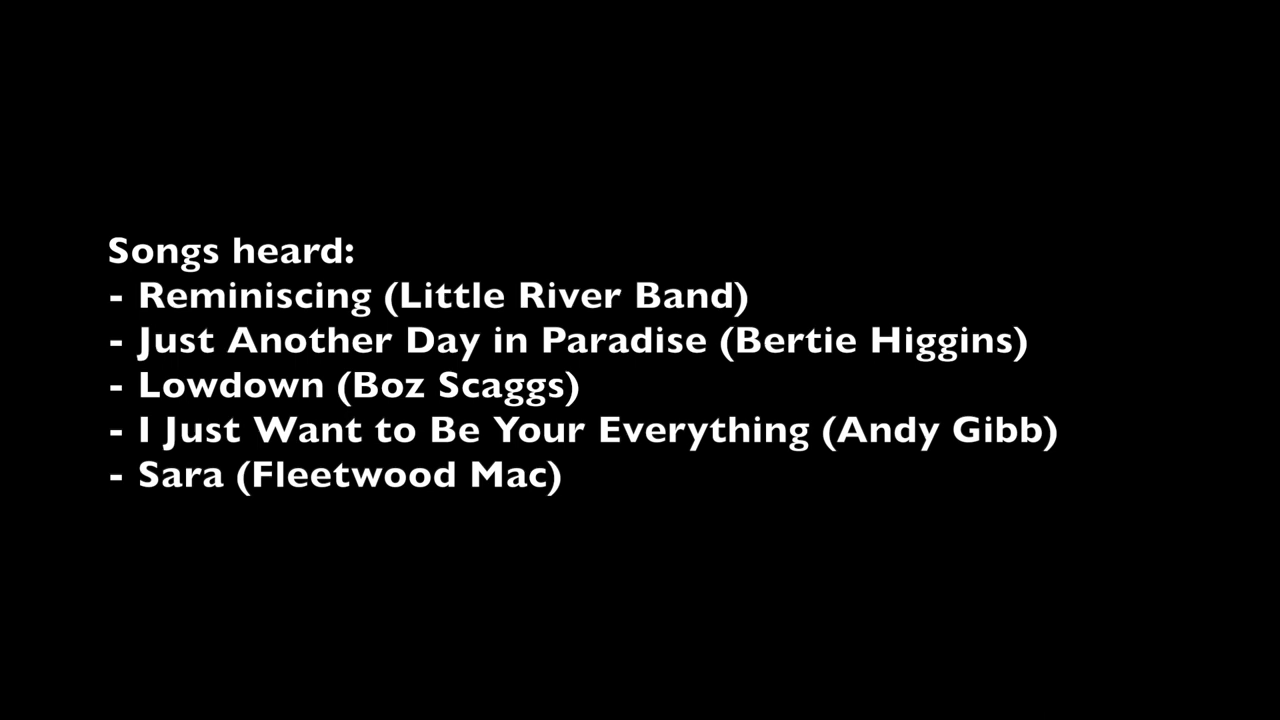 Songs heard:
- Reminiscing (Little River Band)
- Just Another Day in Paradise (Bertie Higgins)
- Lowdown (Boz Scaggs)
- I Just Want to Be Your Everything (Andy Gibb)
- Sara (Fleetwood Mac)